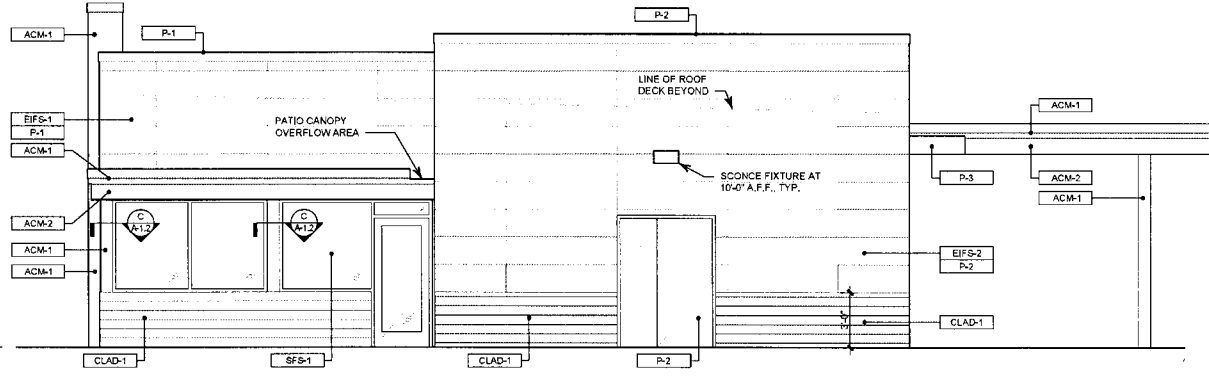 ACM-1
P-1
P-2
LINE OF ROOF
DECK BEYOND
ACM-1
EIFS-1
P-1
PATIO CANOPY
OVERFLOW AREA
ACM-1
SCONCE FIXTURE AT
10'-0" A.F.F., TYP.
P-3
ACM-2
ACM-1
ACM-2
C
A-1.2
C
A-1.2
ACM-1
ACM-1
EIFS-2
P-2
3'-0"
CLAD-1
CLAD-1
SFS-1
CLAD-1
P-2